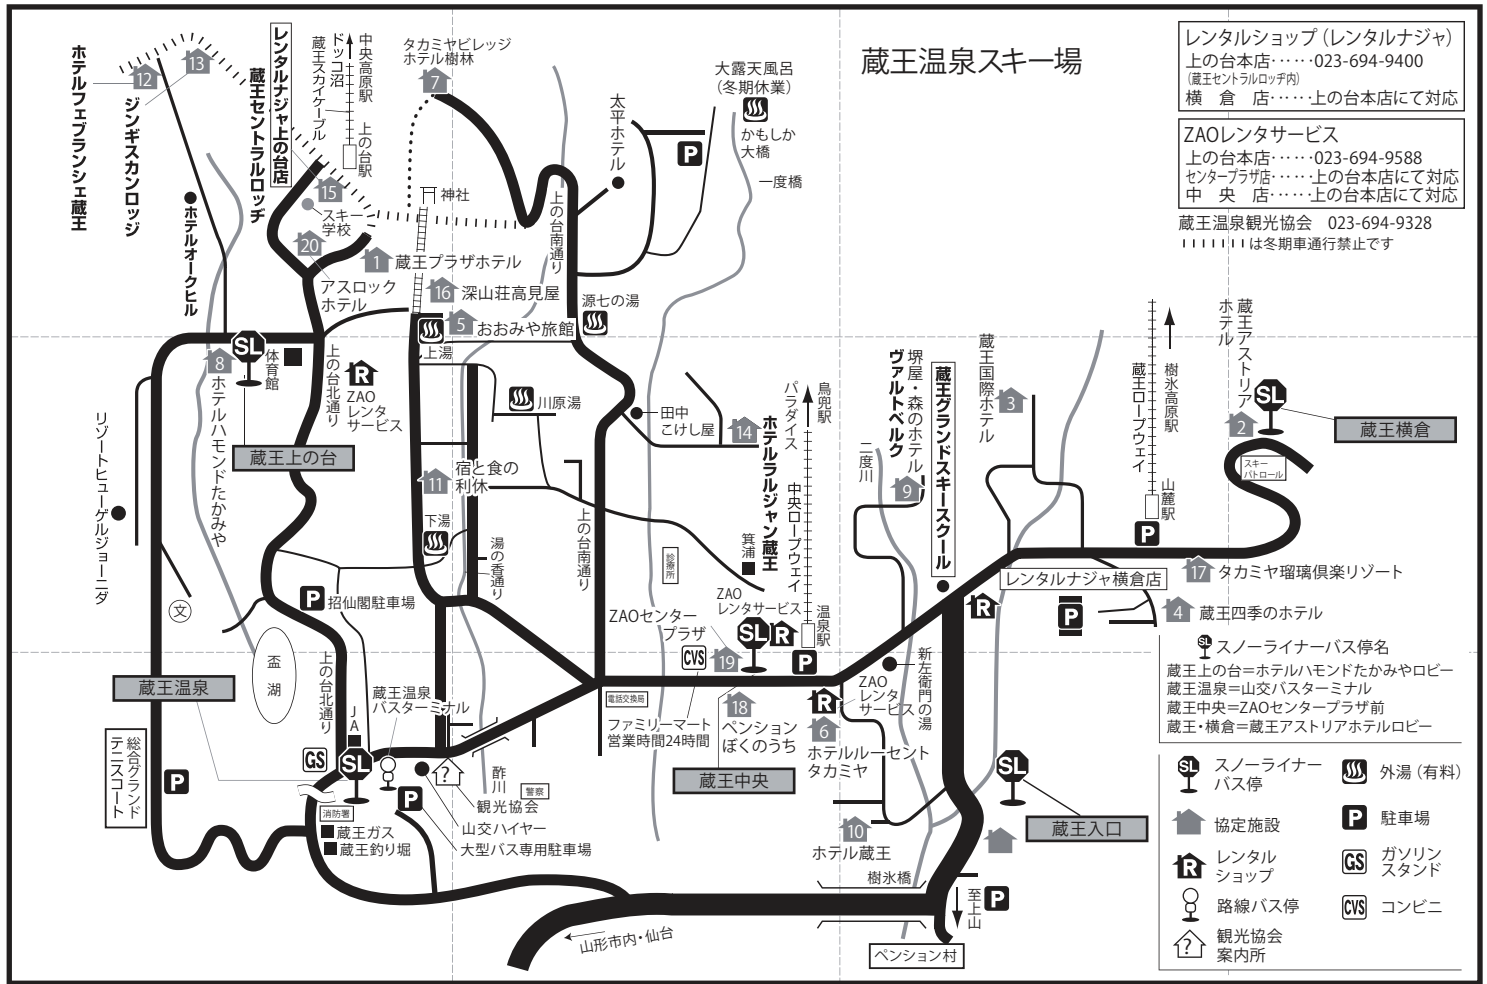 蔵王温泉スキー場
レンタルショップ（レンタルナジャ）
上の台本店‥‥‥023-694-9400
（蔵王セントラルロッヂ内）
横　倉　店‥‥‥上の台本店にて対応
ZAOレンタサービス
上の台本店‥‥‥023-694-9588
センタープラザ店‥‥‥上の台本店にて対応
中　央　店‥‥‥上の台本店にて対応
蔵王温泉観光協会　023-694-9328
は冬期車通行禁止です
ホテルフェブランシェ蔵王
12
13
ジンギスカンロッジ
ホテルオークヒル
蔵王セントラルロッヂ
レンタルナジャ上の台店
蔵王スカイケーブル
ドッコ沼
中央高原駅
上の台駅
15
スキー
学校
20
アスロック
ホテル
1
蔵王プラザホテル
タカミヤビレッジ
ホテル樹林
7
神社
16
深山荘高見屋
5
おおみや旅館
上湯
源七の湯
上の台南通り
太平ホテル
P
大露天風呂
（冬期休業）
かもしか
大橋
一度橋
SL
体育館
8
ホテルハモンドたかみや
上の台北通り
R
ZAO
レンタ
サービス
蔵王上の台
リゾートヒューゲルジョーニダ
川原湯
田中
こけし屋
14
ホテルラルジャン蔵王
11
宿と食の
利休
下湯
湯の香通り
上の台南通り
診療所
箕浦
パラダイス
鳥兜駅
中央ロープウェイ
温泉駅
二度川
ヴァルトベルク
堺屋・森のホテル
9
蔵王グランドスキースクール
蔵王国際ホテル
3
蔵王ロープウェイ
樹氷高原駅
山麓駅
P
蔵王アストリア
ホテル
2
SL
蔵王横倉
スキー
パトロール
レンタルナジャ横倉店
R
P
17
タカミヤ瑠璃倶楽リゾート
4
蔵王四季のホテル
文
P
招仙閣駐車場
盃湖
上の台北通り
蔵王温泉
総合グランド
テニスコート
P
GS
JA
SL
蔵王温泉
バスターミナル
P
?
消防署
蔵王ガス
蔵王釣り堀
酢川
警察
観光協会
山交ハイヤー
大型バス専用駐車場
ZAOセンター
プラザ
ZAO
レンタサービス
CVS
19
SL
R
P
電話交換局
ファミリーマート
営業時間24時間
18
ペンション
ぼくのうち
蔵王中央
R
ZAO
レンタ
サービス
新左衛門の湯
6
ホテルルーセント
タカミヤ
10
ホテル蔵王
SL
蔵王入口
樹氷橋
至上山
P
山形市内・仙台
ペンション村
SL
スノーライナーバス停名
蔵王上の台＝ホテルハモンドたかみやロビー
蔵王温泉＝山交バスターミナル
蔵王中央＝ZAOセンタープラザ前
蔵王・横倉＝蔵王アストリアホテルロビー
SL
スノーライナー
バス停
外湯（有料）
協定施設
P
駐車場
R
レンタル
ショップ
GS
ガソリン
スタンド
路線バス停
CVS
コンビニ
?
観光協会
案内所